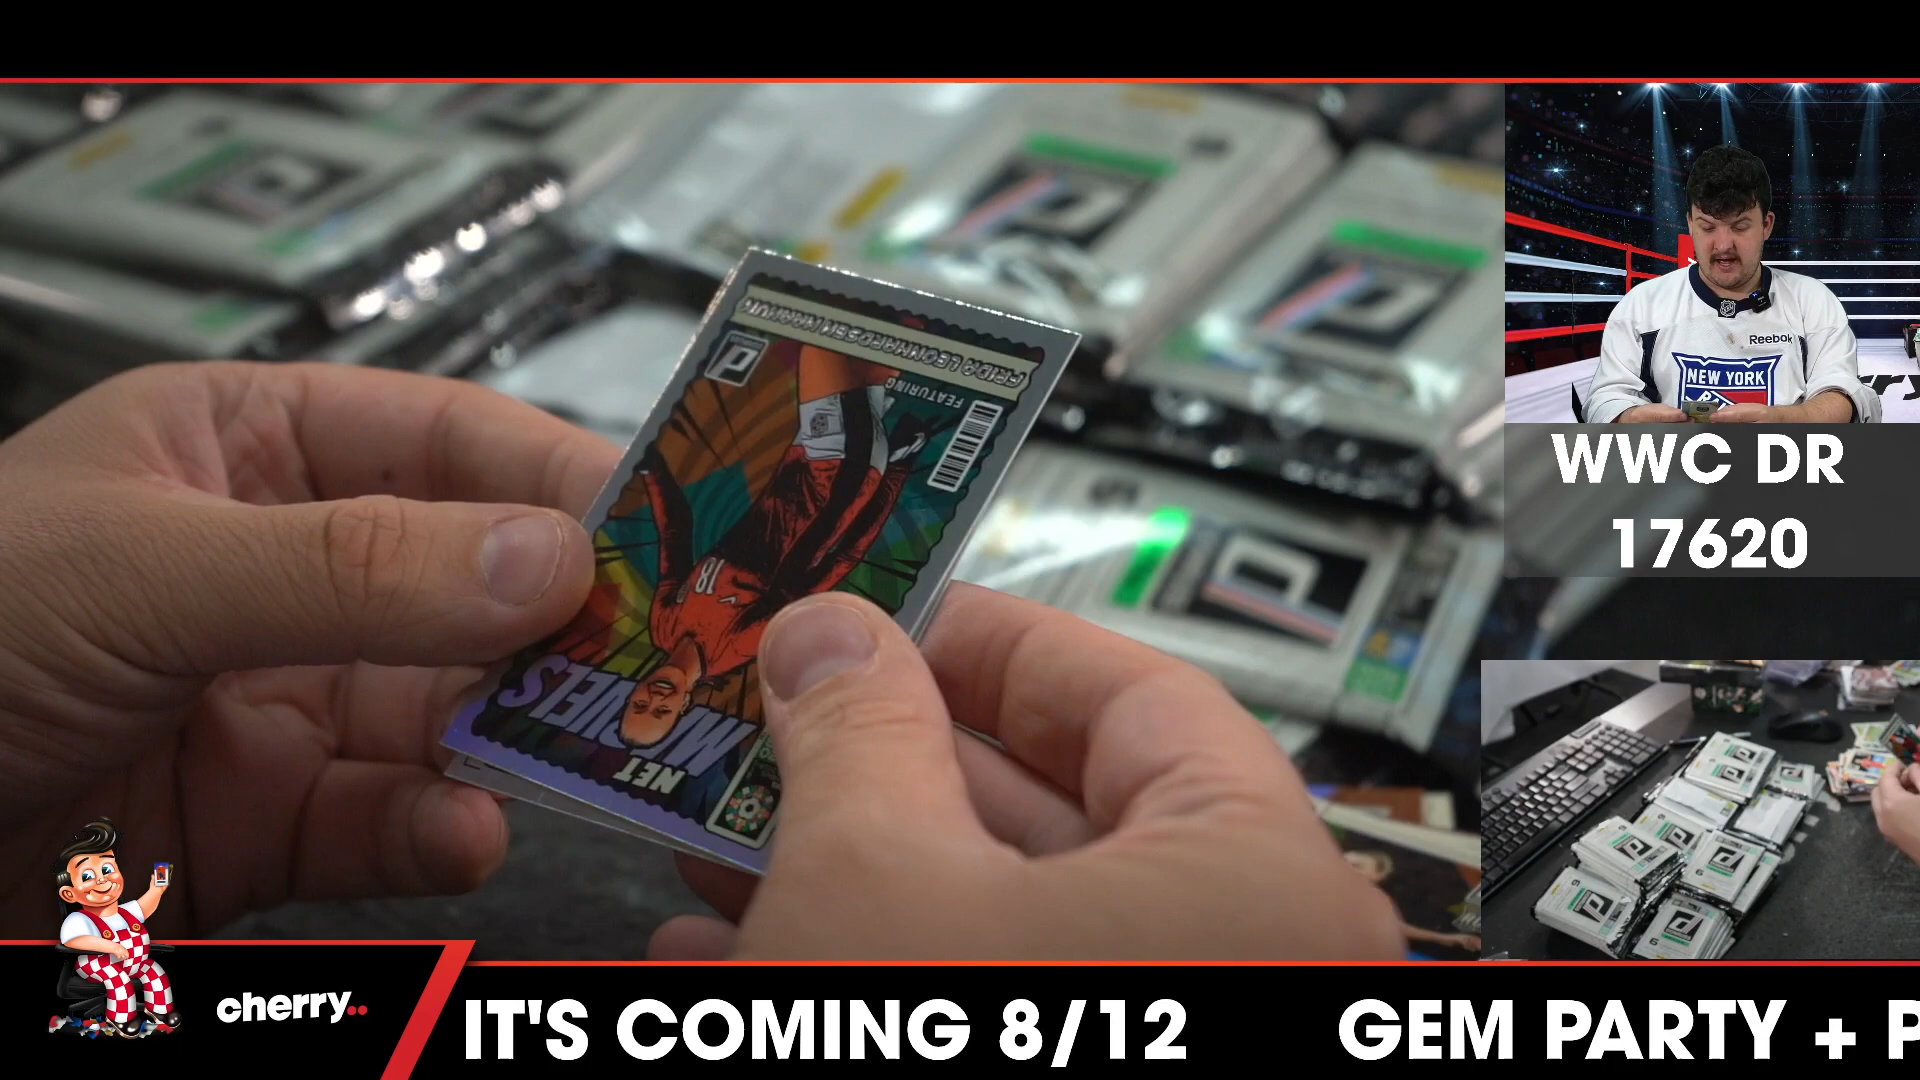 FRIDA LEONHARDSEN MAANUM
FEATURING
18
NET
MARVELS
Reebok
NEW YORK
WWC DR
17620
cherry..
IT'S COMING 8/12
GEM PARTY + P